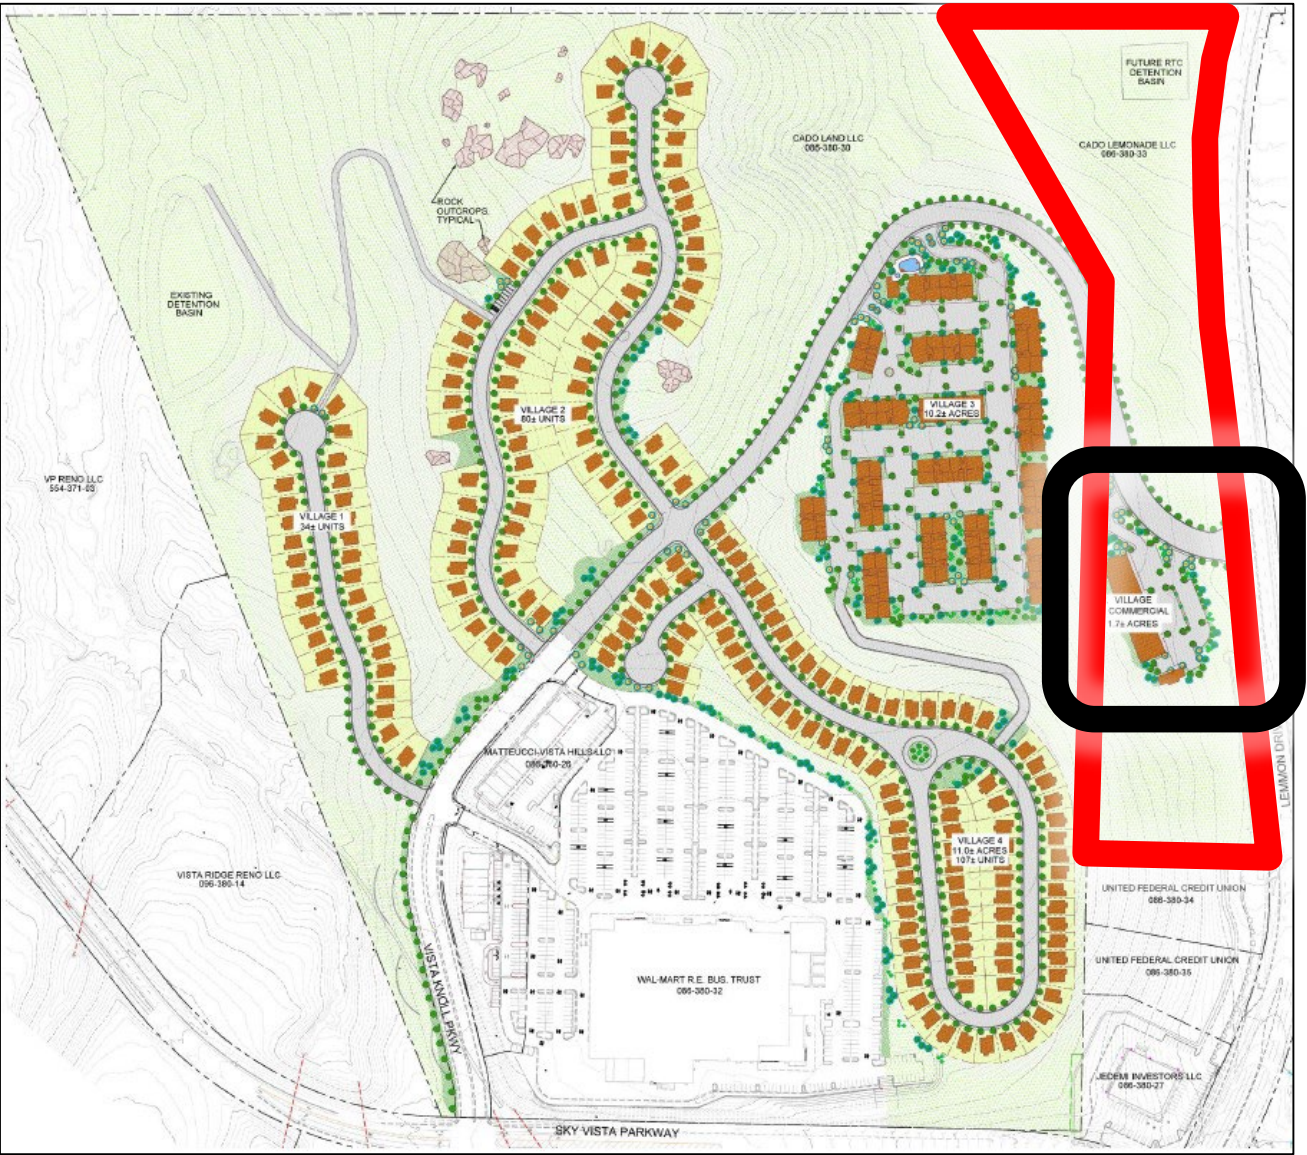 FUTURE RTC
DETENTION
BASIN
CADO LAND LLC
086-380-30
CADO LEMONADE LLC
086-380-33
ROCK
OUTCROPS,
TYPICAL
EXISTING
DETENTION
BASIN
VILLAGE 2
80± UNITS
VILLAGE 3
10.2± ACRES
VP RENO LLC
554-371-03
VILLAGE 1
34± UNITS
VILLAGE
COMMERCIAL
1.7± ACRES
MATTEUCCI-VISTA HILLS LLC
086-380-26
LEMMON DRI
VILLAGE 4
11.0± ACRES
107± UNITS
VISTA RIDGE RENO LLC
096-380-14
UNITED FEDERAL CREDIT UNION
086-380-34
UNITED FEDERAL CREDIT UNION
086-380-35
WAL-MART R.E. BUS. TRUST
086-380-32
VISTA KNOLL PKWY
JEDEMI INVESTORS LLC
086-380-27
SKY VISTA PARKWAY